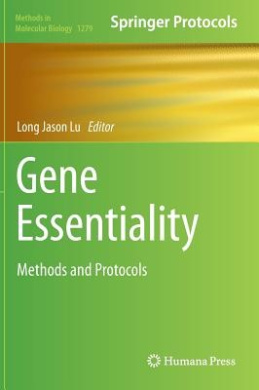 Methods in
Molecular Biology 1279
Springer Protocols
Long Jason Lu Editor
Gene
Essentiality
Methods and Protocols
Humana Press